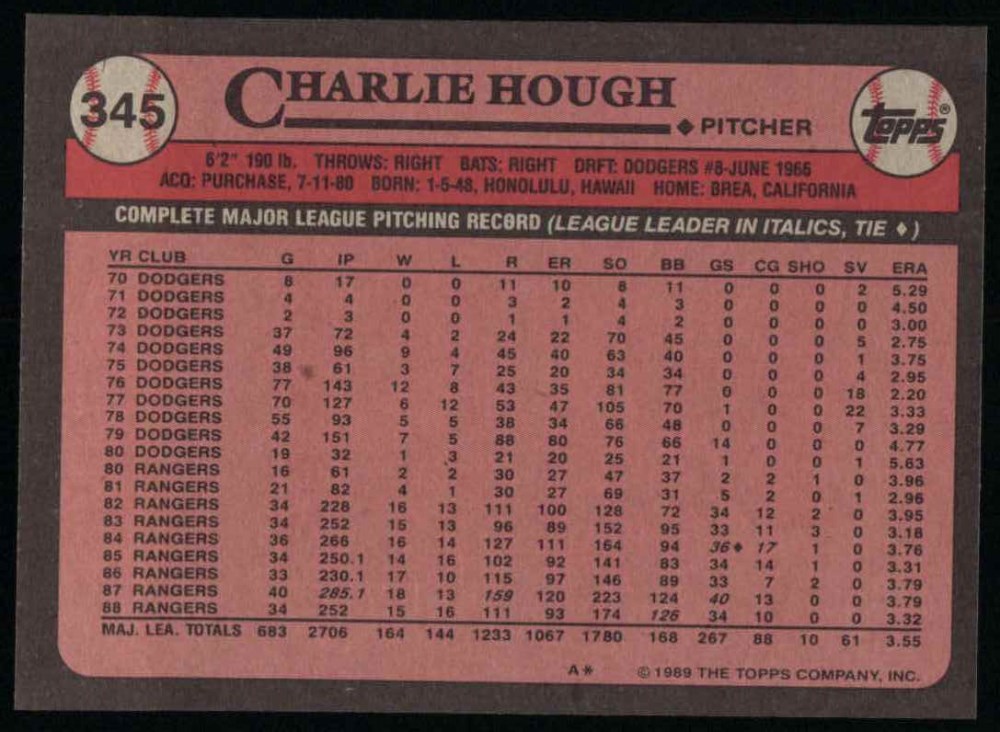 345
CHARLIE HOUGH
◆ PITCHER
TOPPS®
6'2" 190 lb. THROWS: RIGHT BATS: RIGHT DRFT: DODGERS #8-JUNE 1966
ACQ: PURCHASE, 7-11-80 BORN: 1-5-48, HONOLULU, HAWAII HOME: BREA, CALIFORNIA
COMPLETE MAJOR LEAGUE PITCHING RECORD (LEAGUE LEADER IN ITALICS, TIE ♦)
YR CLUB G IP W L R ER SO BB GS CG SHO SV ERA
70 DODGERS 8 17 0 0 11 10 8 11 0 0 0 2 5.29
71 DODGERS 4 4 0 0 3 2 4 3 0 0 0 0 4.50
72 DODGERS 2 3 0 0 1 1 4 2 0 0 0 0 3.00
73 DODGERS 37 72 4 2 24 22 70 45 0 0 0 5 2.75
74 DODGERS 49 96 9 4 45 40 63 40 0 0 0 1 3.75
75 DODGERS 38 61 3 7 25 20 34 34 0 0 0 4 2.95
76 DODGERS 77 143 12 8 43 35 81 77 0 0 0 18 2.20
77 DODGERS 70 127 6 12 53 47 105 70 1 0 0 22 3.33
78 DODGERS 55 93 5 5 38 34 66 48 0 0 0 7 3.29
79 DODGERS 42 151 7 5 88 80 76 66 14 0 0 0 4.77
80 DODGERS 19 32 1 3 21 20 25 21 1 0 0 1 5.63
80 RANGERS 16 61 2 2 30 27 47 37 2 2 1 0 3.96
81 RANGERS 21 82 4 1 30 27 69 31 5 2 0 1 2.96
82 RANGERS 34 228 16 13 111 100 128 72 34 12 2 0 3.95
83 RANGERS 34 252 15 13 96 89 152 95 33 11 3 0 3.18
84 RANGERS 36 266 16 14 127 111 164 94 36♦ 17 1 0 3.76
85 RANGERS 34 250.1 14 16 102 92 141 83 34 14 1 0 3.31
86 RANGERS 33 230.1 17 10 115 97 146 89 33 7 2 0 3.79
87 RANGERS 40 285.1 18 13 159 120 223 124 40 13 0 0 3.79
88 RANGERS 34 252 15 16 111 93 174 126 34 10 0 0 3.32
MAJ. LEA. TOTALS 683 2706 164 144 1233 1067 1780 168 267 88 10 61 3.55
A* © 1989 THE TOPPS COMPANY, INC.